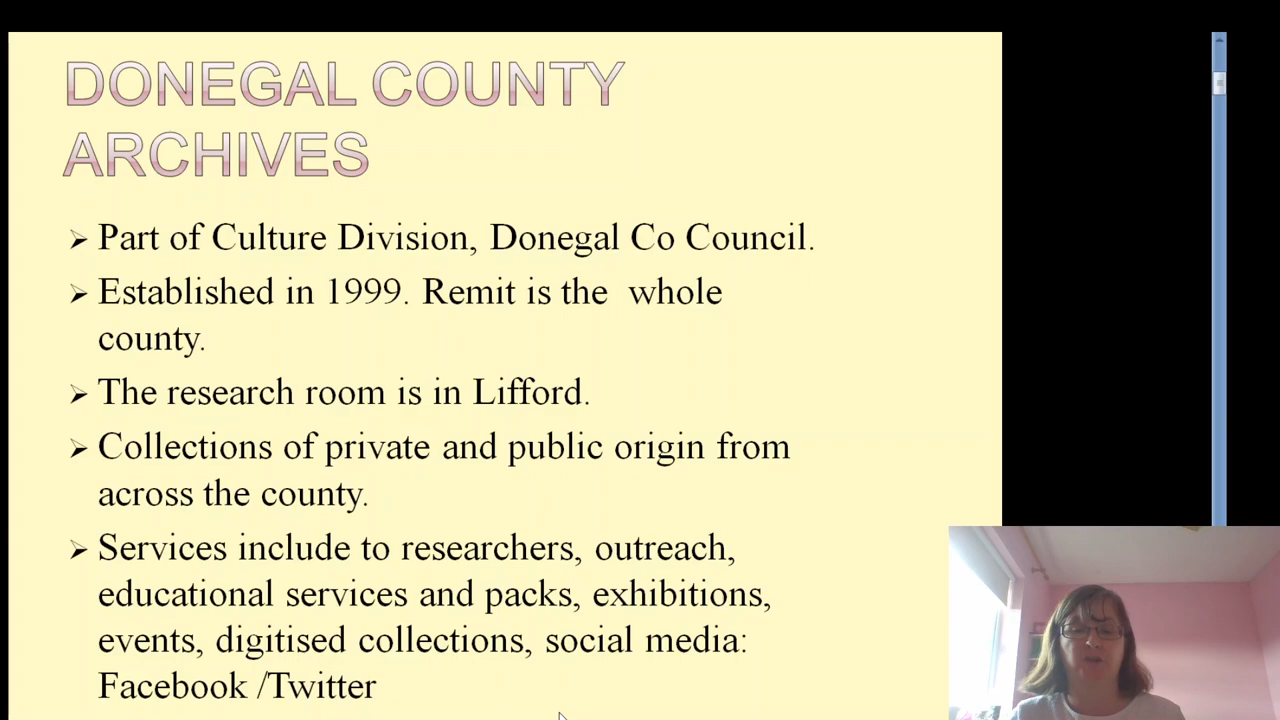 DONEGAL COUNTY
ARCHIVES
➢ Part of Culture Division, Donegal Co Council.
➢ Established in 1999. Remit is the  whole
county.
➢ The research room is in Lifford.
➢ Collections of private and public origin from
across the county.
➢ Services include to researchers, outreach,
educational services and packs, exhibitions,
events, digitised collections, social media:
Facebook /Twitter